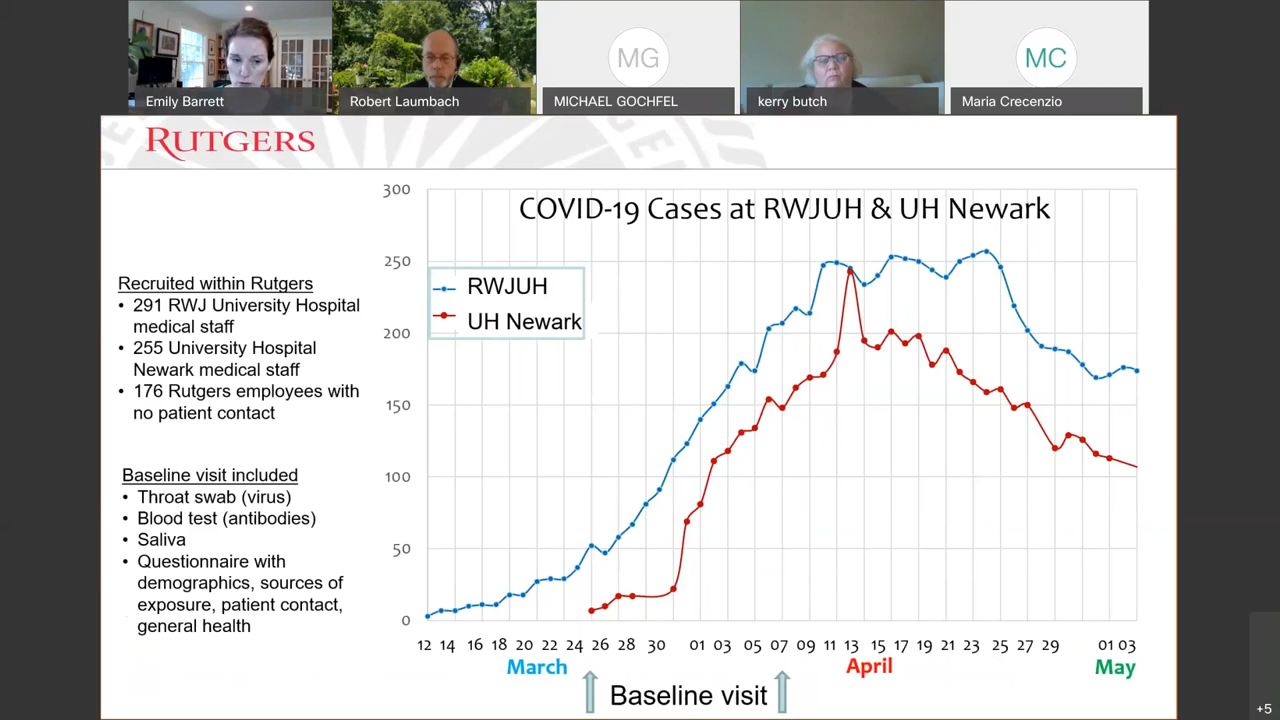 Emily Barrett
Robert Laumbach
MG
MICHAEL GOCHFEL
kerry butch
MC
Maria Crecenzio
RUTGERS
COVID-19 Cases at RWJUH & UH Newark
300
250
200
150
100
50
0
RWJUH
UH Newark
Recruited within Rutgers
• 291 RWJ University Hospital
medical staff
• 255 University Hospital
Newark medical staff
• 176 Rutgers employees with
no patient contact
Baseline visit included
• Throat swab (virus)
• Blood test (antibodies)
• Saliva
• Questionnaire with
demographics, sources of
exposure, patient contact,
general health
12 14 16 18 20 22 24 26 28 30 01 03 05 07 09 11 13 15 17 19 21 23 25 27 29 01 03
March April May
Baseline visit
+5